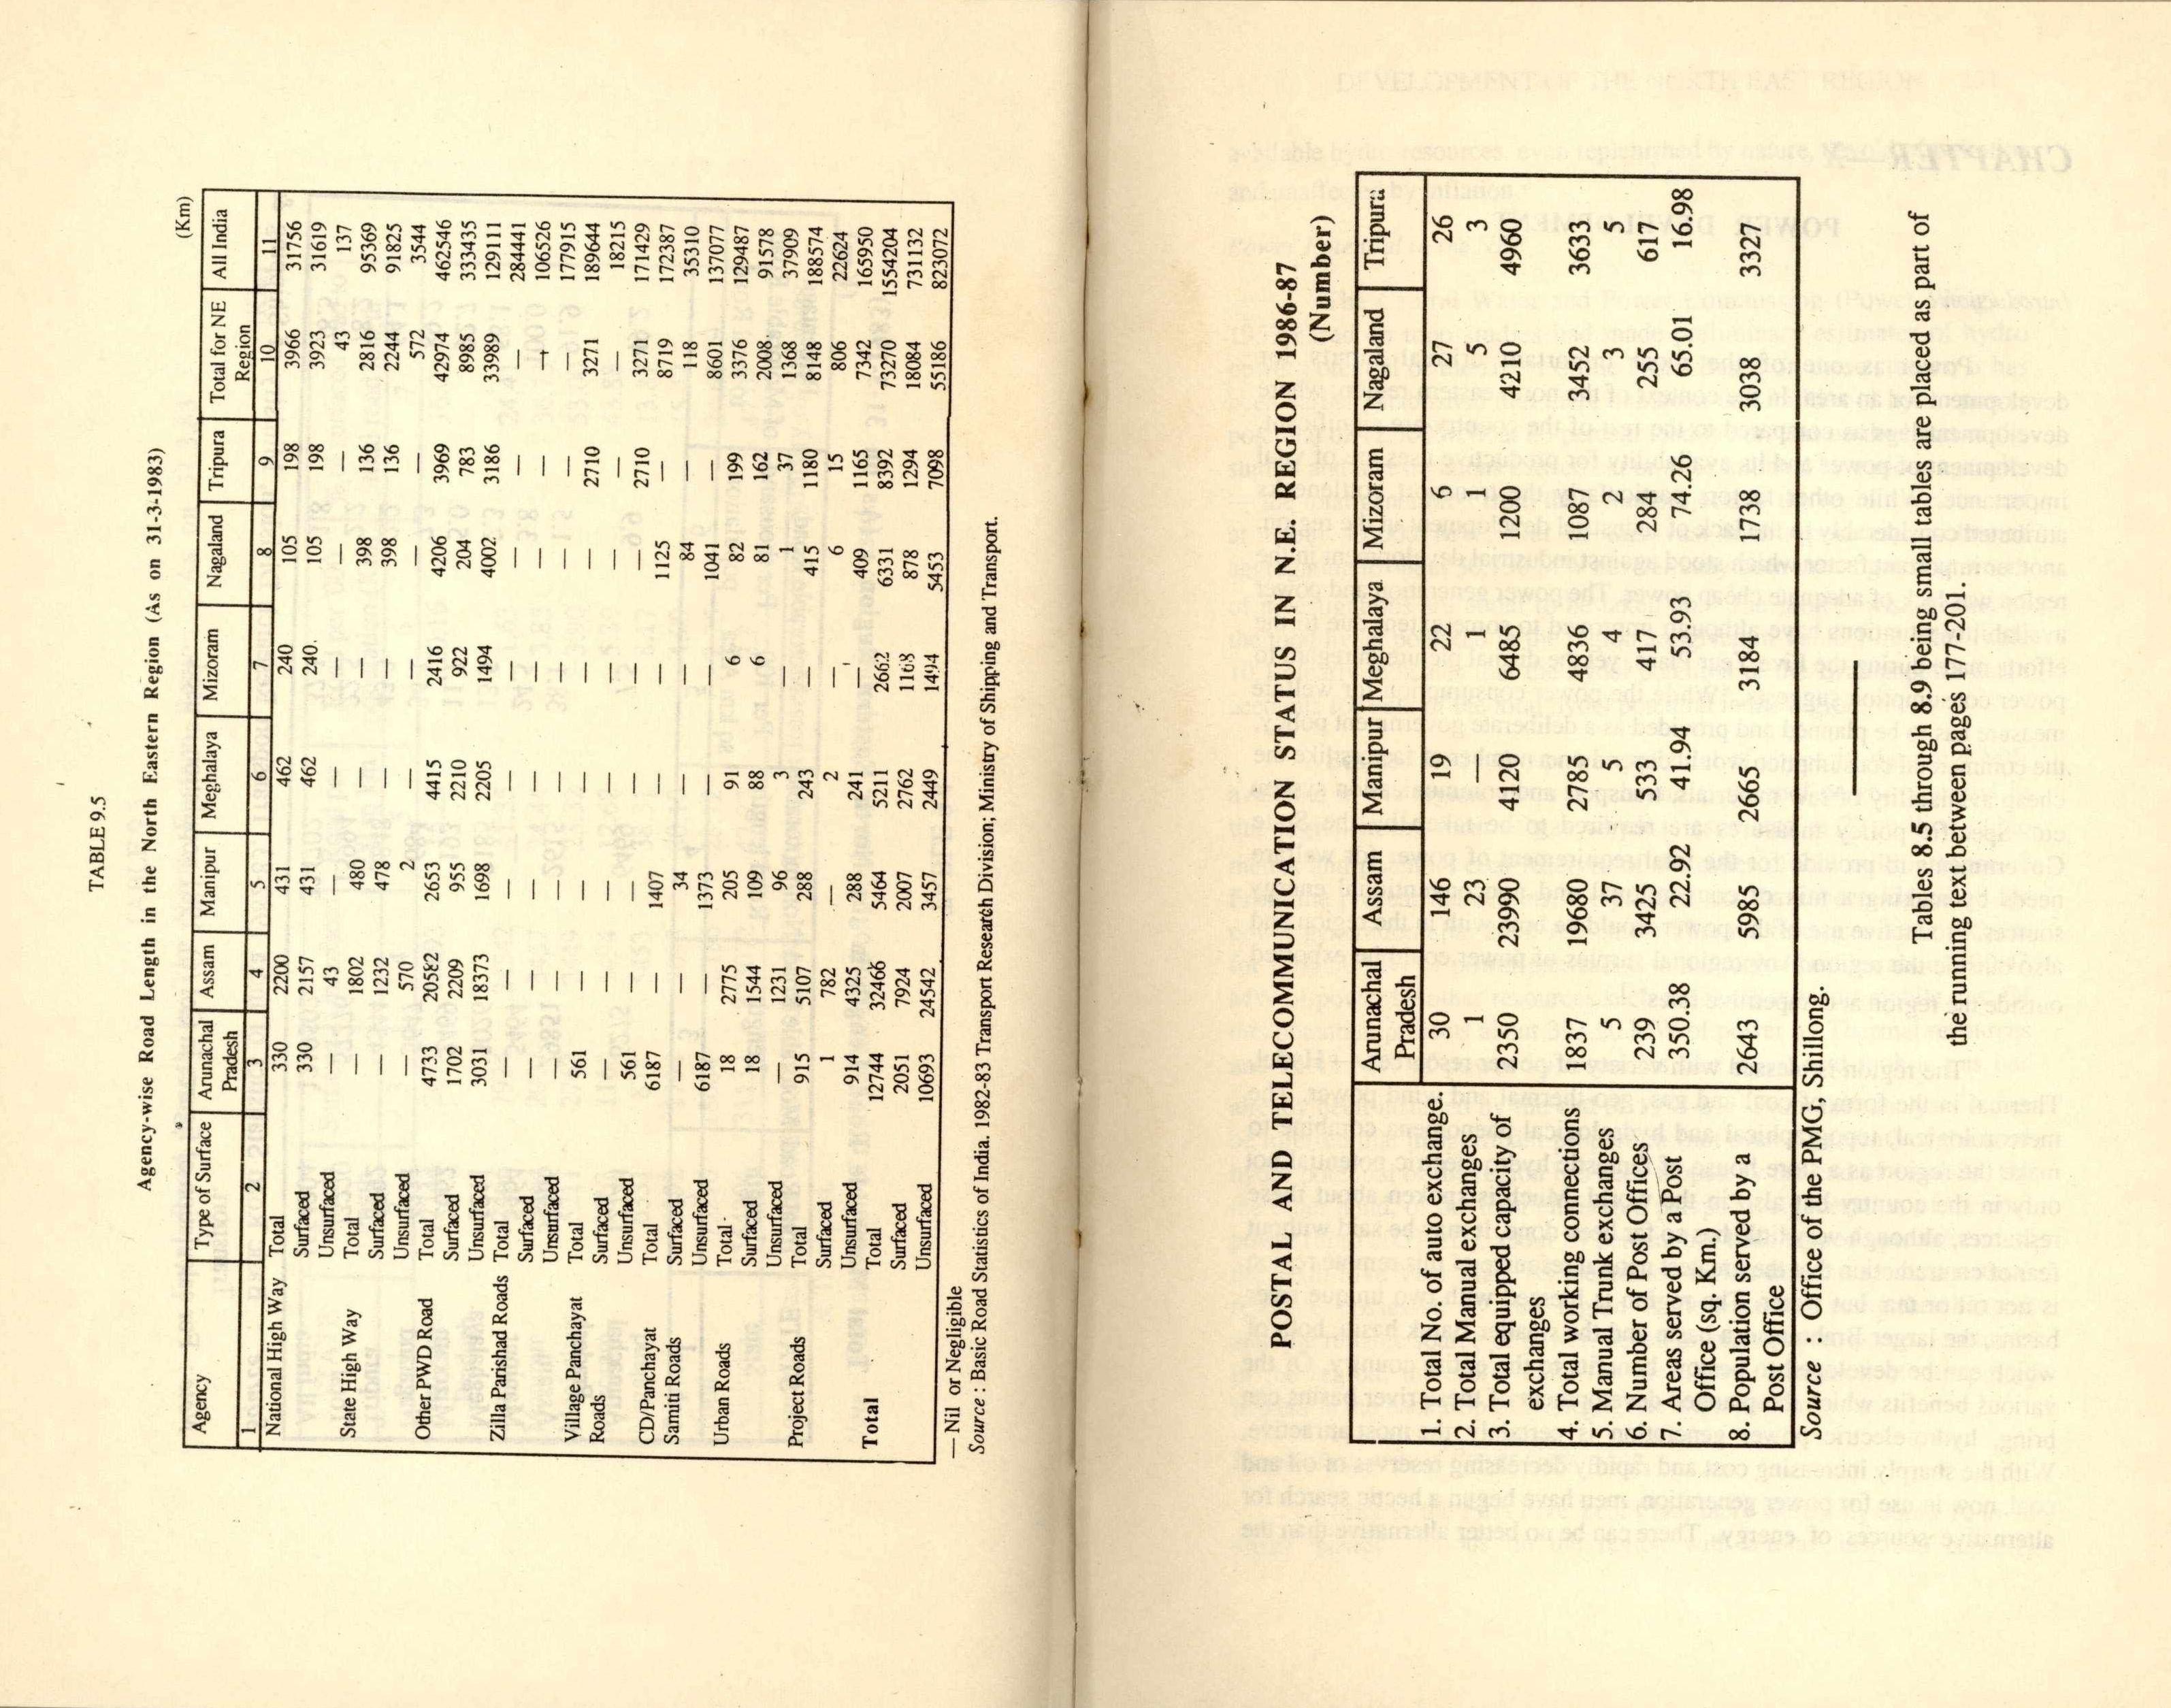 TABLE 9.5
Agency-wise Road Length in the North Eastern Region (As on 31-3-1983)
(Km)
Agency Type of Surface Arunachal Pradesh Assam Manipur Meghalaya Mizoram Nagaland Tripura Total for NE Region All India
1 2 3 4 5 6 7 8 9 10 11
National High Way Total 330 2200 431 462 240 105 198 3966 31756
Surfaced 330 2157 431 462 240. 105 198 3923 31619
Unsurfaced — 43 — — — — — 43 137
State High Way Total — 1802 480 — — 398 136 2816 95369
Surfaced — 1232 478 — — 398 136 2244 91825
Unsurfaced — 570 2 — — — — 572 3544
Other PWD Road Total 4733 20582 2653 4415 2416 4206 3969 42974 462546
Surfaced 1702 2209 955 2210 922 204 783 8985 333435
Unsurfaced 3031 18373 1698 2205 1494 4002 3186 33989 129111
Zilla Parishad Roads Total — — — — — — — — 284441
Surfaced — — — — — — — — 106526
Unsurfaced — — — — — — — — 177915
Village Panchayat Total 561 — — — — — 2710 3271 189644
Roads Surfaced — — — — — — — — 18215
Unsurfaced 561 — — — — — 2710 3271 171429
CD/Panchayat Total 6187 — 1407 — — 1125 — 8719 172387
Samiti Roads Surfaced — — 34 — — 84 — 118 35310
Unsurfaced 6187 — 1373 — — 1041 — 8601 137077
Urban Roads Total 18 2775 205 91 6 82 199 3376 129487
Surfaced 18 1544 109 88 6 81 162 2008 91578
Unsurfaced — 1231 96 3 — 1 37 1368 37909
Project Roads Total 915 5107 288 243 — 415 1180 8148 188574
Surfaced 1 782 — 2 — 6 15 806 22624
Unsurfaced 914 4325 288 241 — 409 1165 7342 165950
Total Total 12744 32466 5464 5211 2662 6331 8392 73270 1554204
Surfaced 2051 7924 2007 2762 1168 878 1294 18084 731132
Unsurfaced 10693 24542 3457 2449 1494 5453 7098 55186 823072
— Nil or Negligible
Source : Basic Road Statistics of India. 1982-83 Transport Research Division; Ministry of Shipping and Transport.
POSTAL AND TELECOMMUNICATION STATUS IN N.E. REGION 1986-87
(Number)
Arunachal Pradesh Assam Manipur Meghalaya Mizoram Nagaland Tripura
1. Total No. of auto exchange. 30 146 19 22 6 27 26
2. Total Manual exchanges 1 23 — 1 1 5 3
3. Total equipped capacity of 2350 23990 4120 6485 1200 4210 4960
exchanges
4. Total working connections 1837 19680 2785 4836 1087 3452 3633
5. Manual Trunk exchanges 5 37 5 4 2 3 5
6. Number of Post Offices 239 3425 533 417 284 255 617
7. Areas served by a Post 350.38 22.92 41.94 53.93 74.26 65.01 16.98
Office (sq. Km.)
8. Population served by a 2643 5985 2665 3184 1738 3038 3327
Post Office
Source : Office of the PMG, Shillong.
Tables 8.5 through 8.9 being small tables are placed as part of
the running text between pages 177-201.